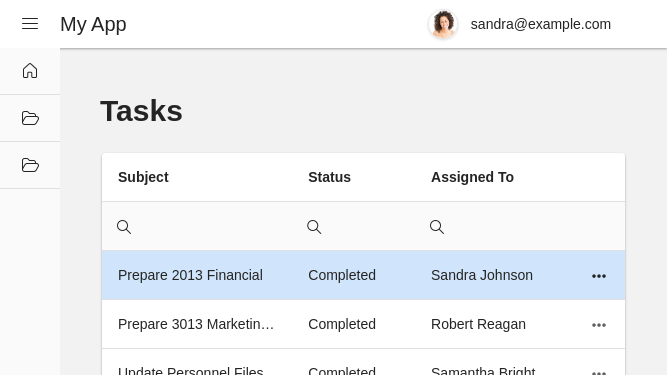 My App
sandra@example.com
Tasks
Subject Status Assigned To
Prepare 2013 Financial Completed Sandra Johnson
Prepare 3013 Marketin… Completed Robert Reagan
Update Personnel Files Completed Samantha Bright